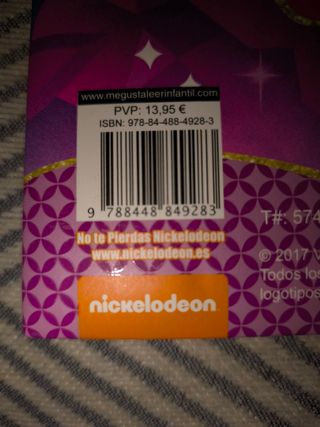 www.megustaleerinfantil.com
PVP: 13,95 €
ISBN: 978-84-488-4928-3
9 788448 849283
No te Pierdas Nickelodeon
www.nickelodeon.es
nickelodeon
T#: 574
© 2017 V
Todos los
logotipos